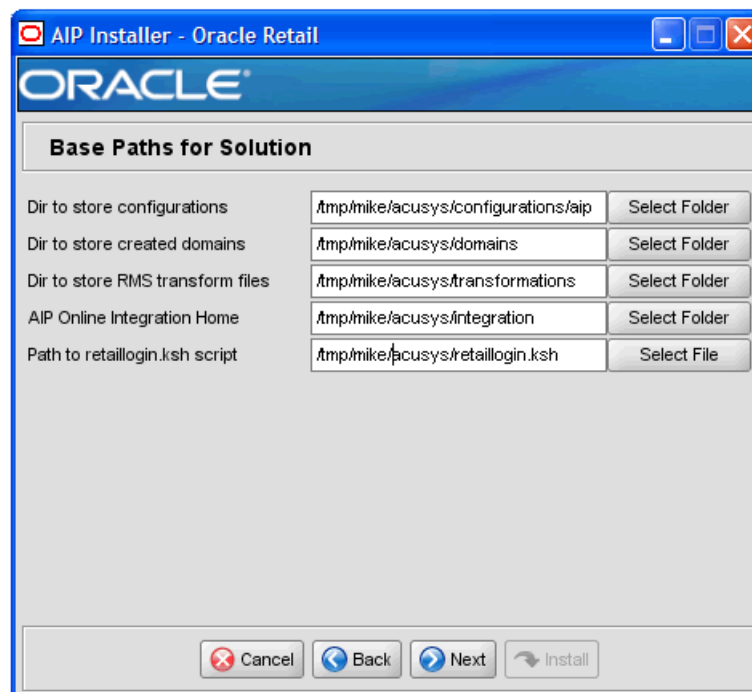 AIP Installer - Oracle Retail
ORACLE®
Base Paths for Solution
Dir to store configurations /tmp/mike/acusys/configurations/aip Select Folder
Dir to store created domains /tmp/mike/acusys/domains Select Folder
Dir to store RMS transform files /tmp/mike/acusys/transformations Select Folder
AIP Online Integration Home /tmp/mike/acusys/integration Select Folder
Path to retaillogin.ksh script /tmp/mike/acusys/retaillogin.ksh Select File
Cancel Back Next Install